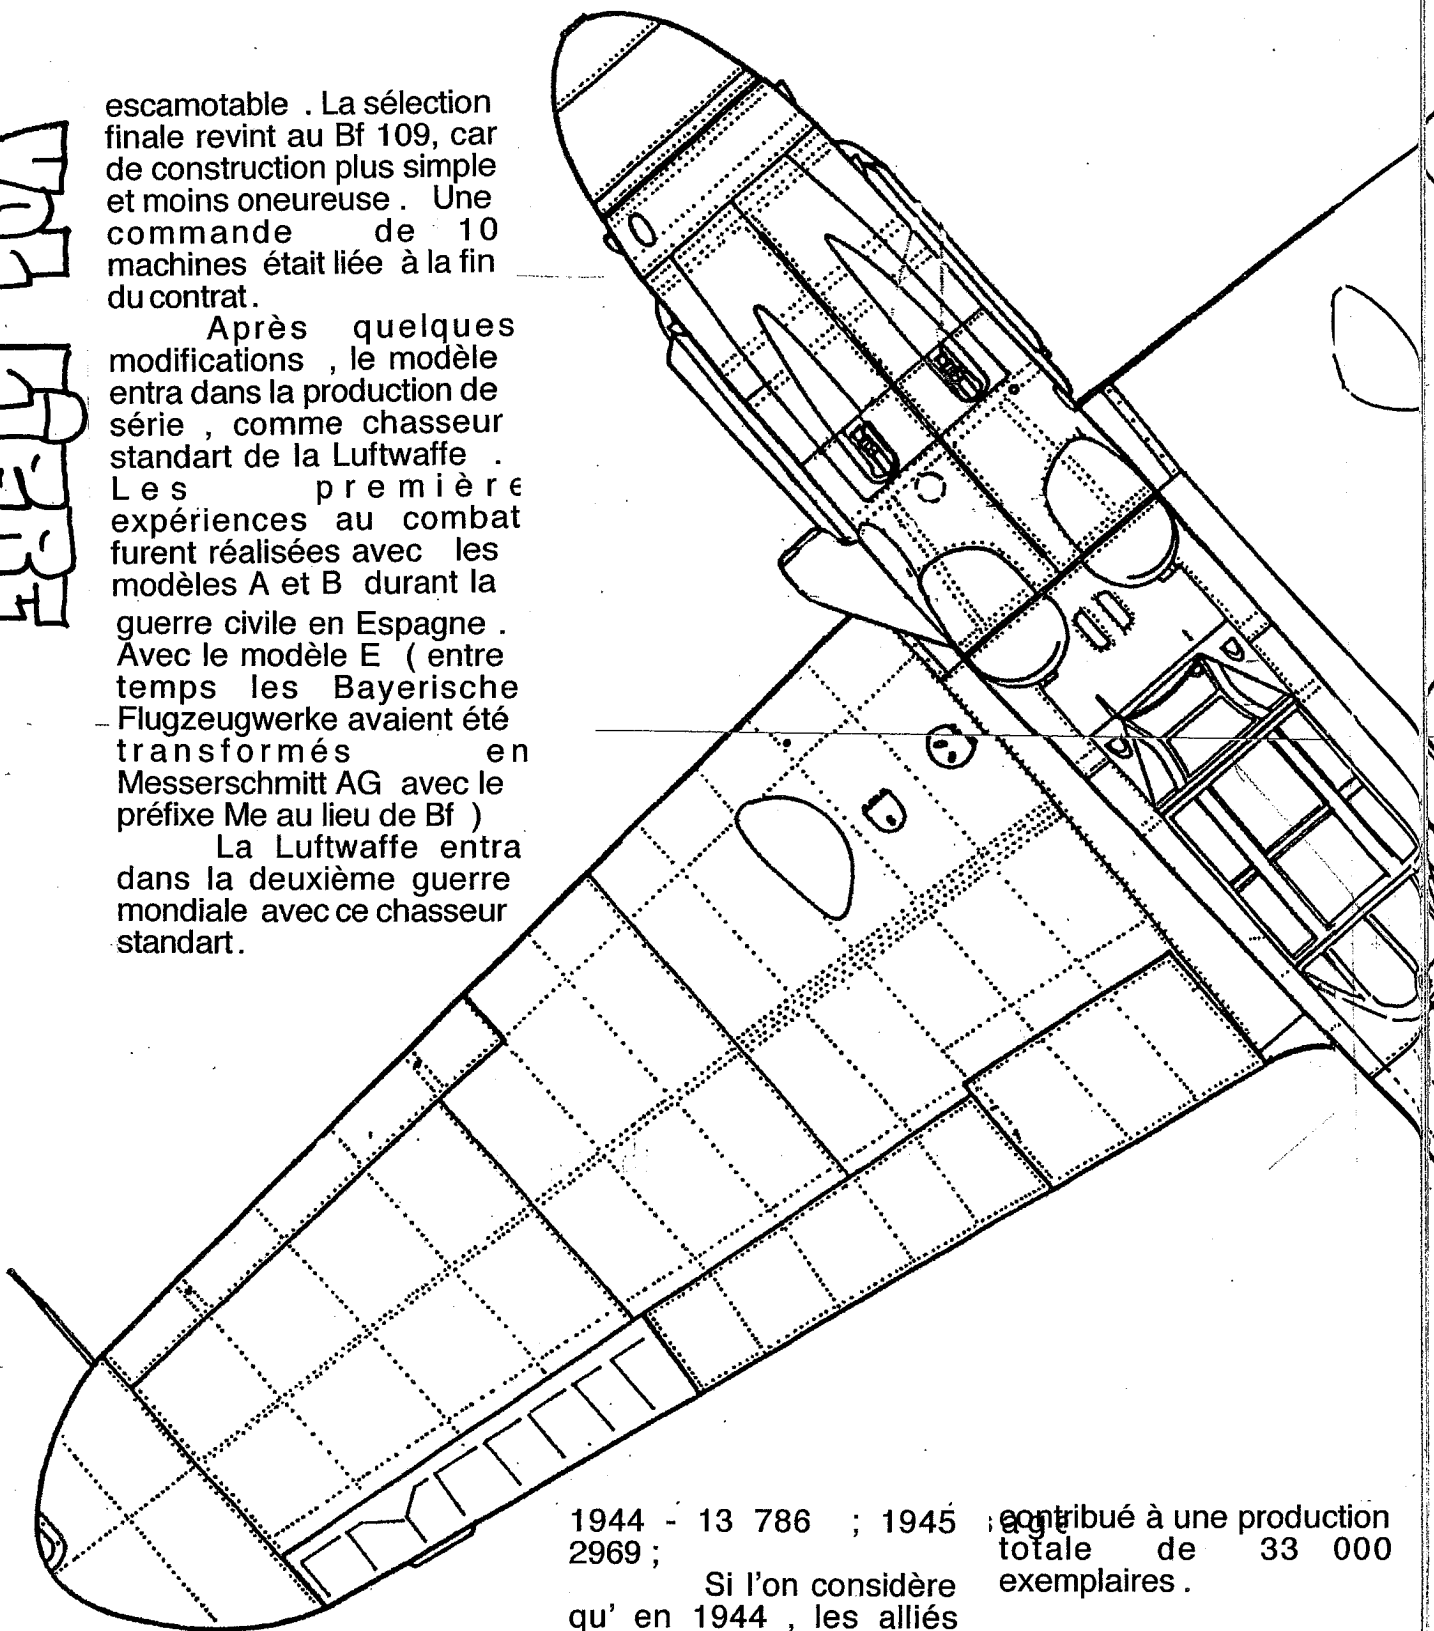 escamotable . La sélection
finale revint au Bf 109, car
de construction plus simple
et moins oneureuse . Une
commande de 10
machines était liée à la fin
du contrat.
Après quelques
modifications , le modèle
entra dans la production de
série , comme chasseur
standart de la Luftwaffe .
Les première
expériences au combat
furent réalisées avec les
modèles A et B durant la
guerre civile en Espagne .
Avec le modèle E ( entre
temps les Bayerische
Flugzeugwerke avaient été
transformés en
Messerschmitt AG avec le
préfixe Me au lieu de Bf )
La Luftwaffe entra
dans la deuxième guerre
mondiale avec ce chasseur
standart.
1944 - 13 786 ; 1945
2969 ;
Si l'on considère
qu' en 1944 , les alliés
contribué à une production
totale de 33 000
exemplaires .